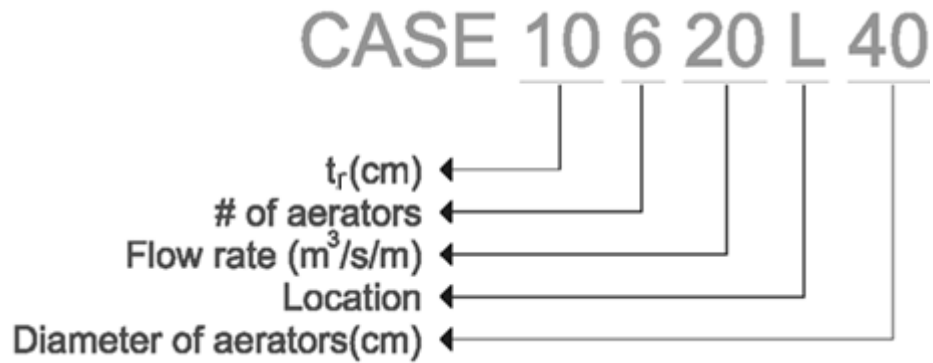 CASE 10 6 20 L 40
tᵣ(cm)
# of aerators
Flow rate (m³/s/m)
Location
Diameter of aerators(cm)